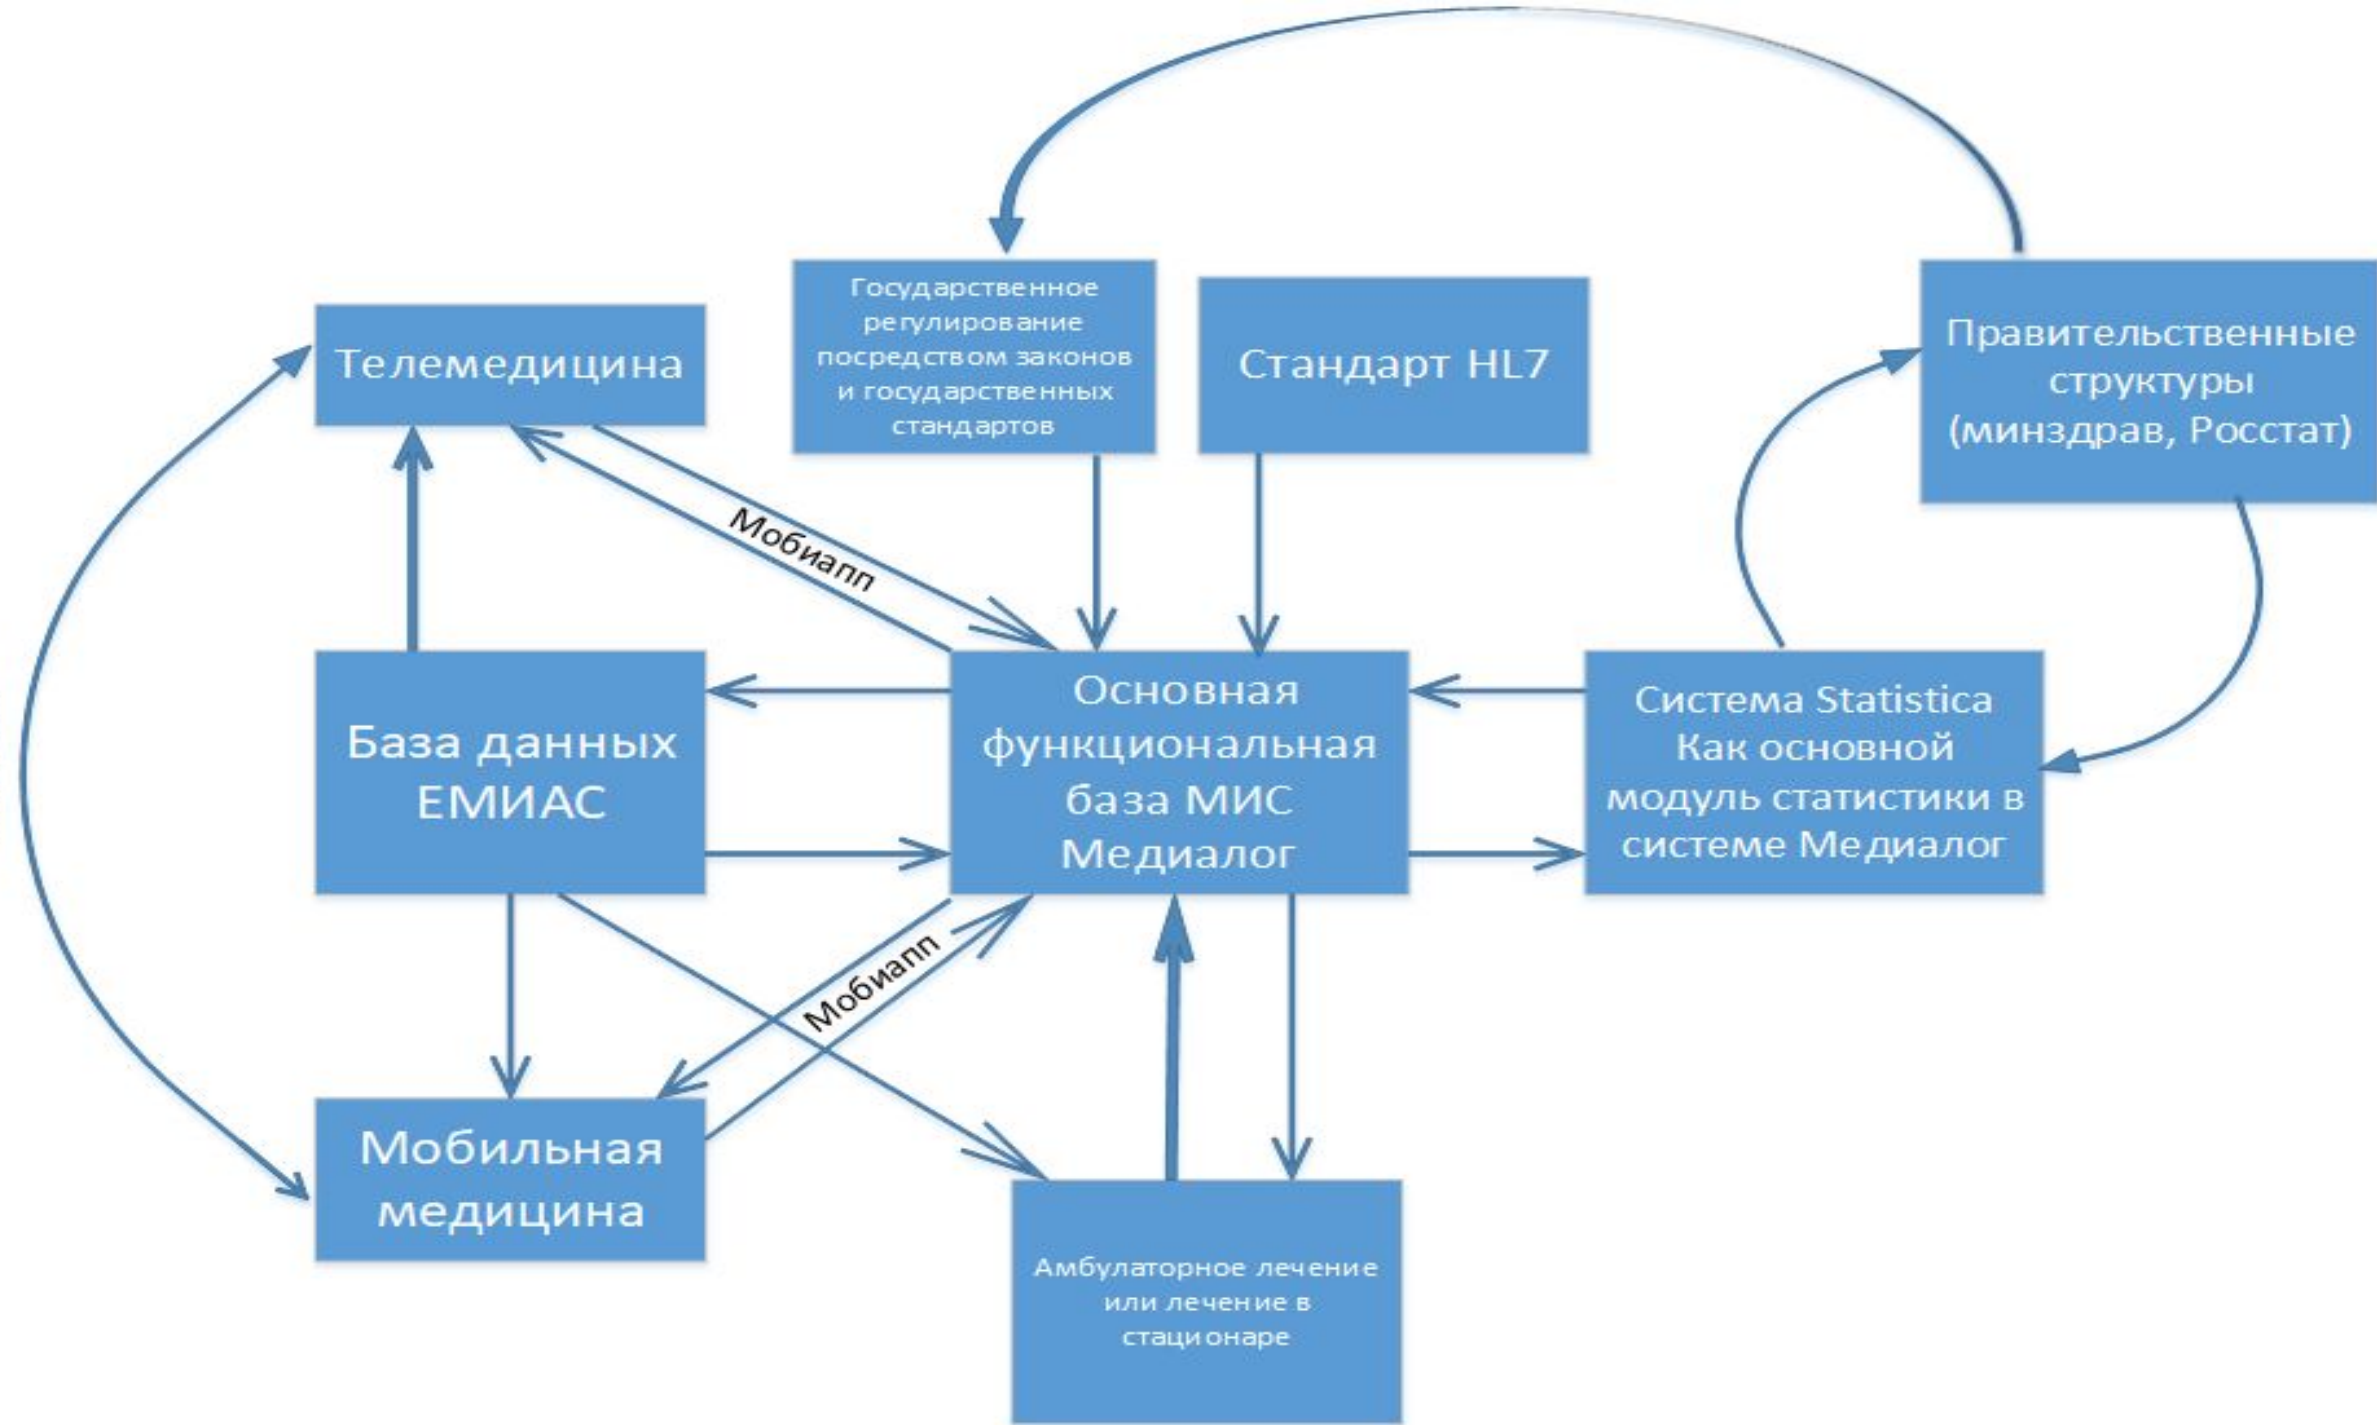 Государственное
регулирование
посредством законов
и государственных
стандартов
Стандарт HL7
Правительственные
структуры
(минздрав, Росстат)
Телемедицина
Мобиапп
База данных
ЕМИАС
Основная
функциональная
база МИС
Медиалог
Система Statistica
Как основной
модуль статистики в
системе Медиалог
Мобиапп
Мобильная
медицина
Амбулаторное лечение
или лечение в
стационаре